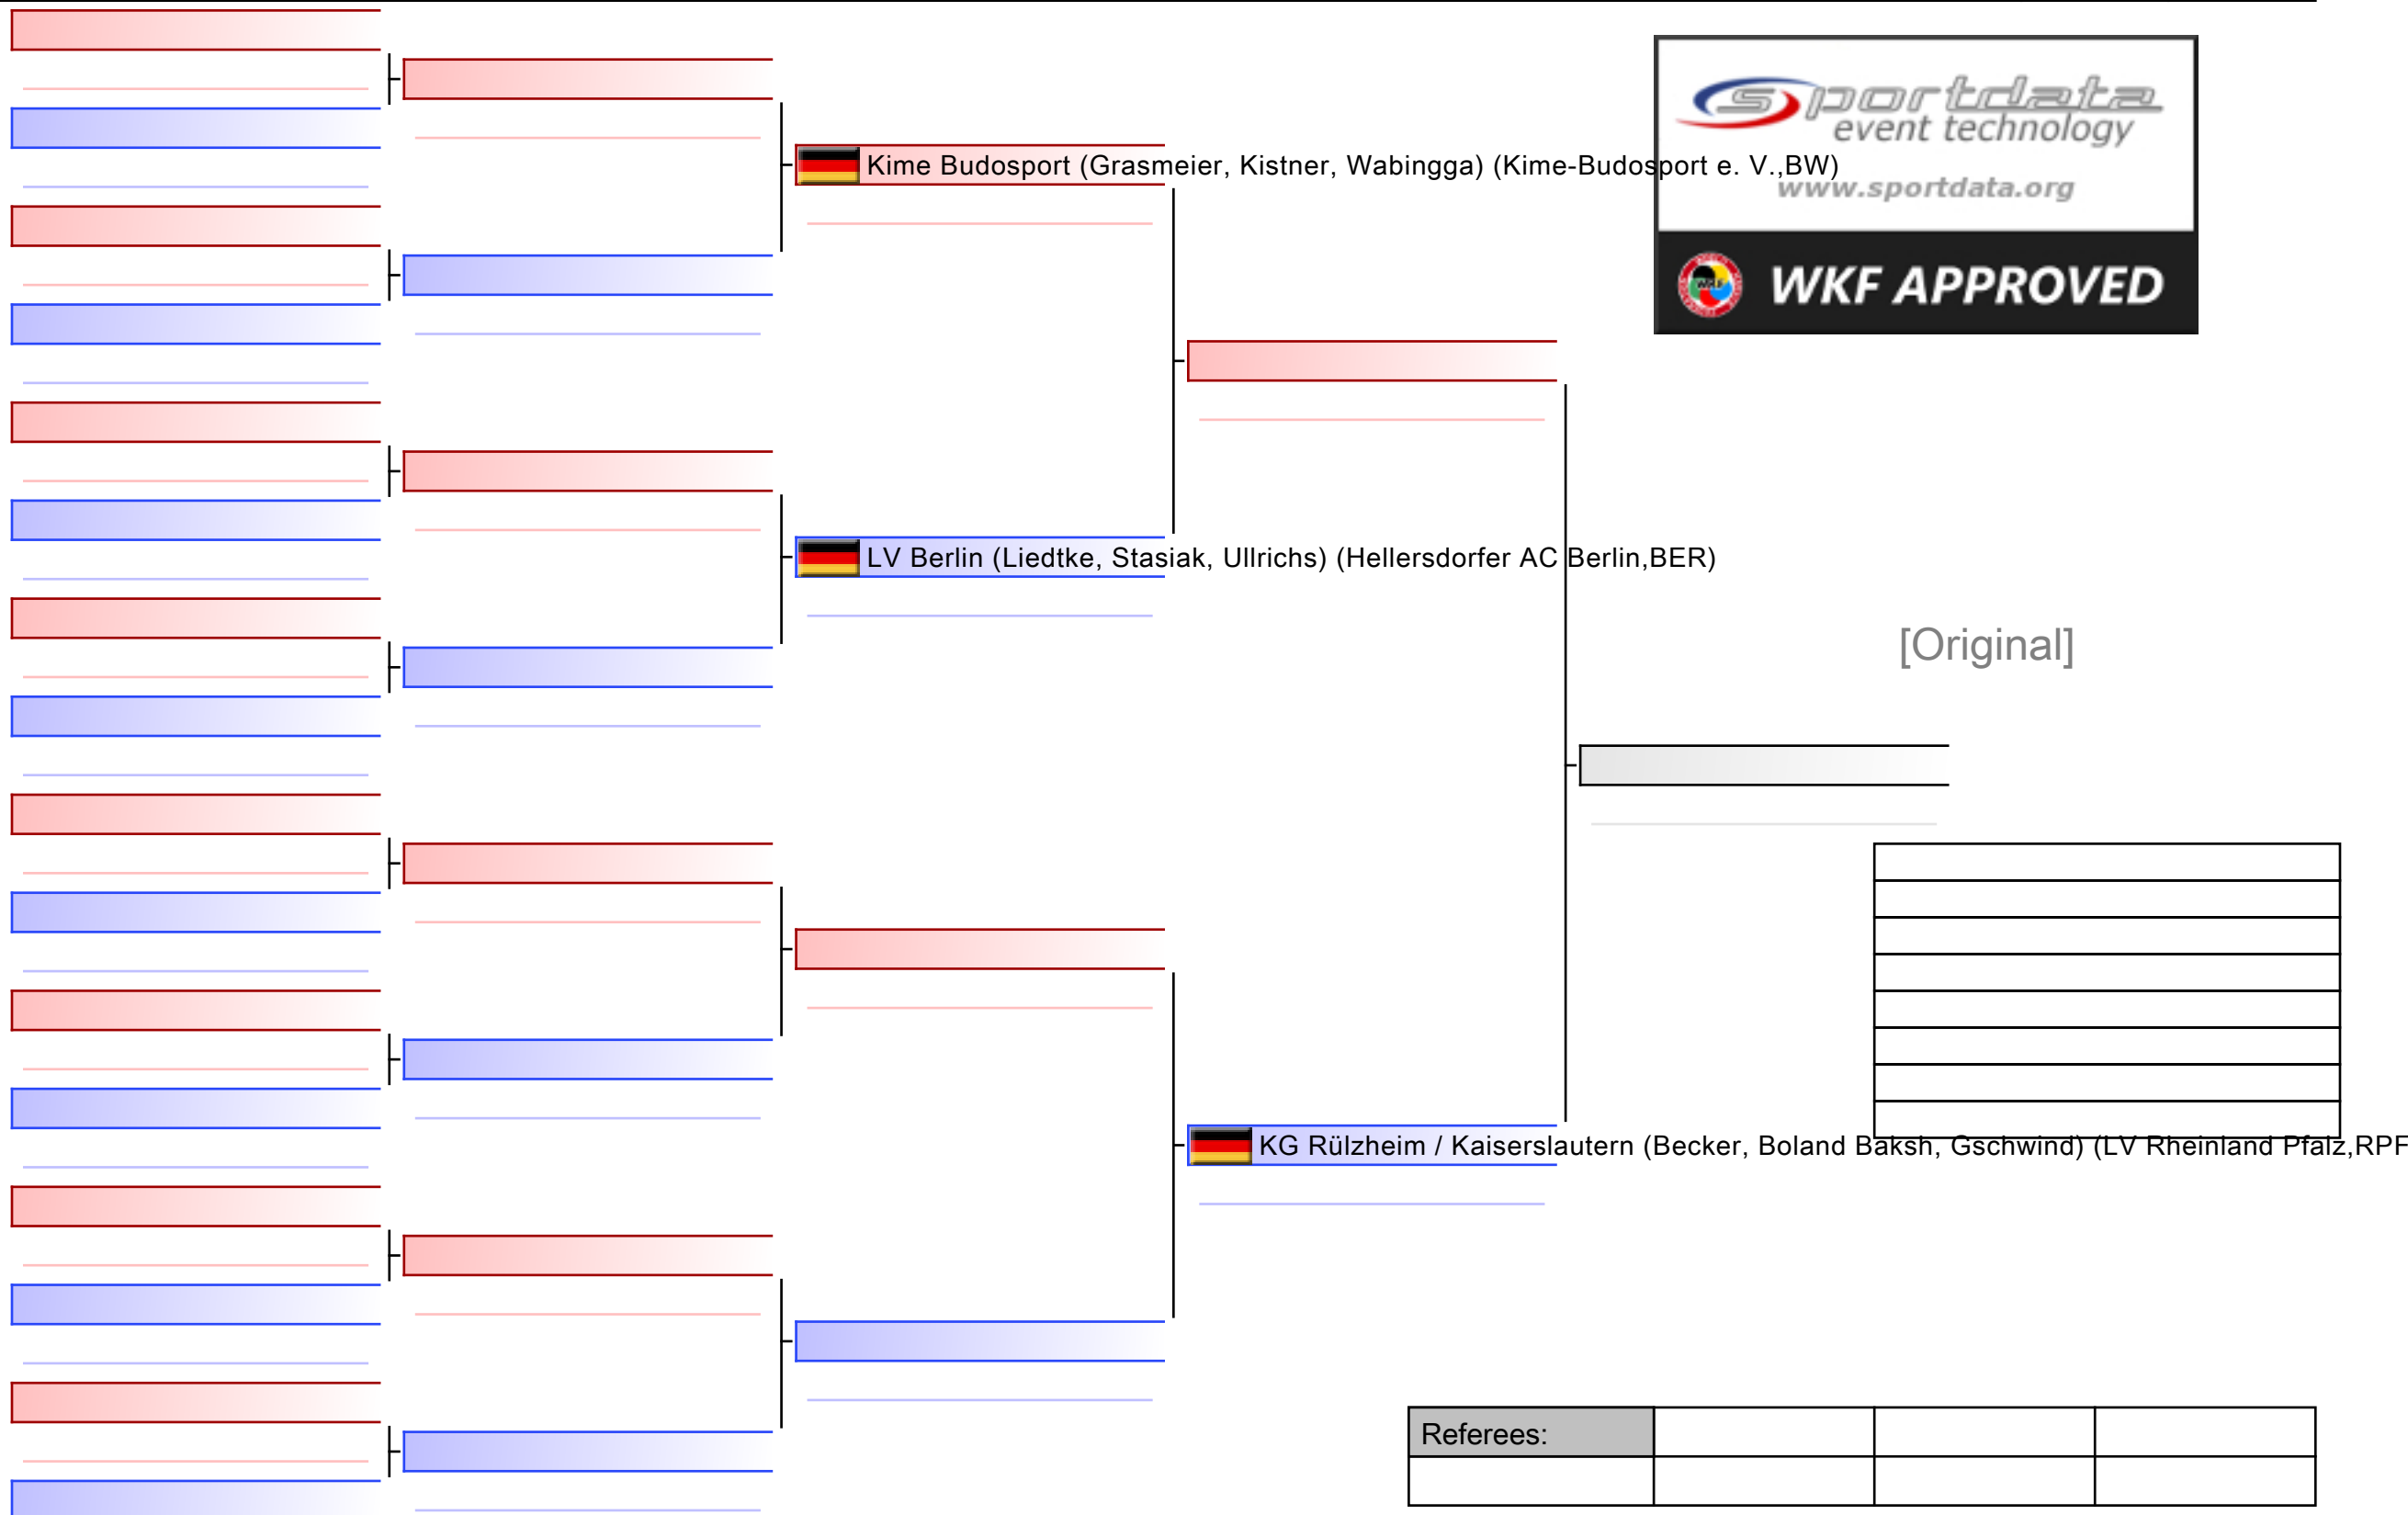 sportdata
event technology
Kime Budosport (Grasmeier, Kistner, Wabingga) (Kime-Budosport e. V.,BW)
www.sportdata.org
WKF APPROVED
LV Berlin (Liedtke, Stasiak, Ullrichs) (Hellersdorfer AC Berlin,BER)
[Original]
KG Rülzheim / Kaiserslautern (Becker, Boland Baksh, Gschwind) (LV Rheinland Pfalz,RPF
Referees: